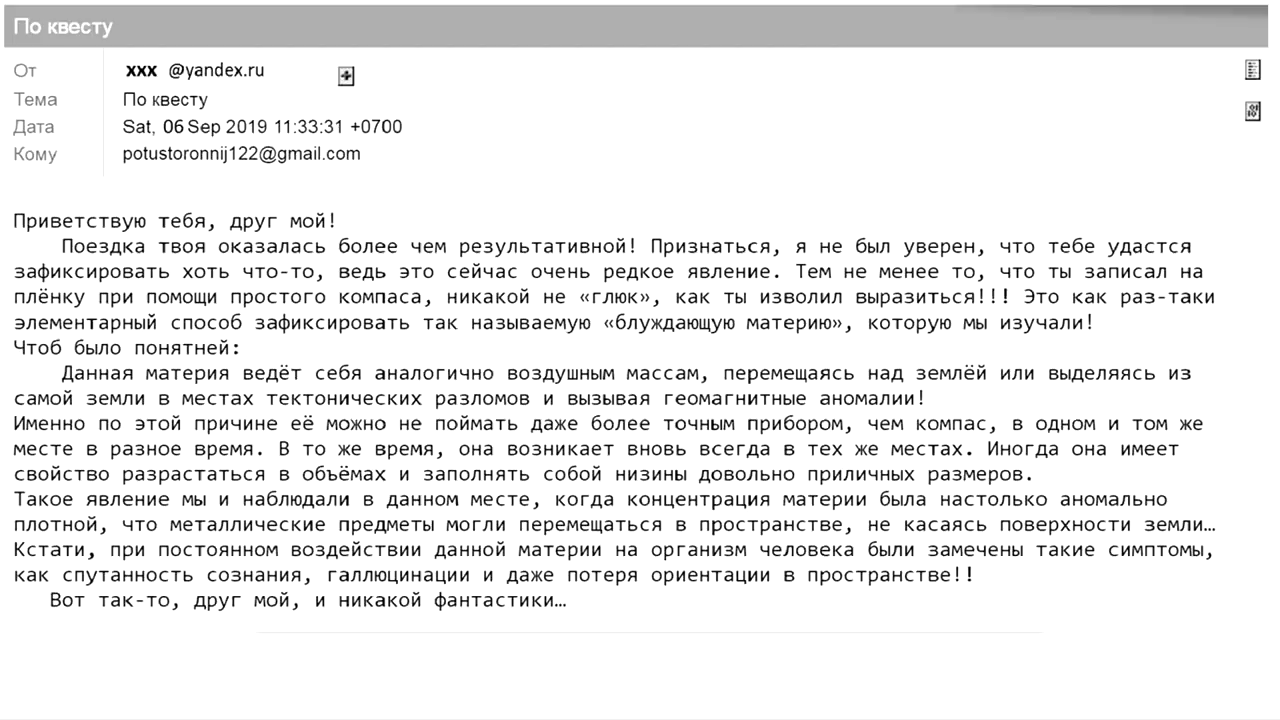 По квесту
От xxx @yandex.ru
Тема По квесту
Дата Sat, 06 Sep 2019 11:33:31 +0700
Кому potustoronnij122@gmail.com
Приветствую тебя, друг мой!
Поездка твоя оказалась более чем результативной! Признаться, я не был уверен, что тебе удастся
зафиксировать хоть что-то, ведь это сейчас очень редкое явление. Тем не менее то, что ты записал на
плёнку при помощи простого компаса, никакой не «глюк», как ты изволил выразиться!!! Это как раз-таки
элементарный способ зафиксировать так называемую «блуждающую материю», которую мы изучали!
Чтоб было понятней:
Данная материя ведёт себя аналогично воздушным массам, перемещаясь над землёй или выделяясь из
самой земли в местах тектонических разломов и вызывая геомагнитные аномалии!
Именно по этой причине её можно не поймать даже более точным прибором, чем компас, в одном и том же
месте в разное время. В то же время, она возникает вновь всегда в тех же местах. Иногда она имеет
свойство разрастаться в объёмах и заполнять собой низины довольно приличных размеров.
Такое явление мы и наблюдали в данном месте, когда концентрация материи была настолько аномально
плотной, что металлические предметы могли перемещаться в пространстве, не касаясь поверхности земли…
Кстати, при постоянном воздействии данной материи на организм человека были замечены такие симптомы,
как спутанность сознания, галлюцинации и даже потеря ориентации в пространстве!!
Вот так-то, друг мой, и никакой фантастики…